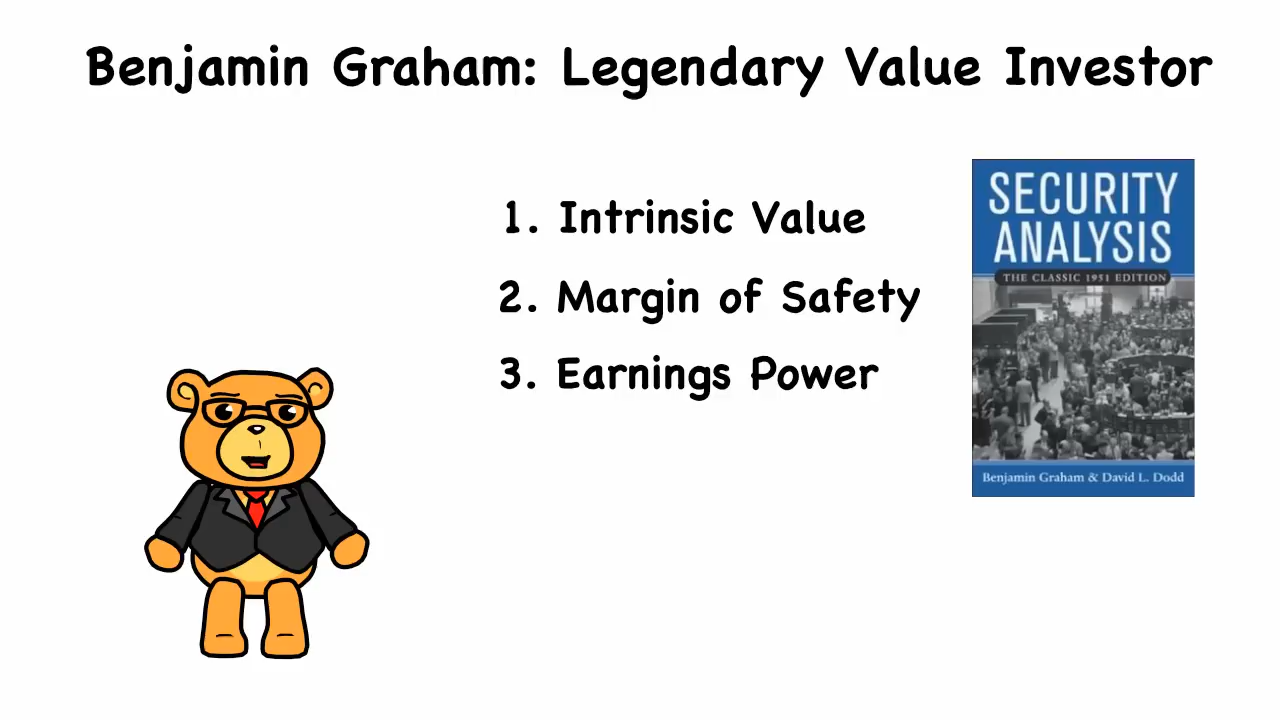 Benjamin Graham: Legendary Value Investor
1. Intrinsic Value
2. Margin of Safety
3. Earnings Power
SECURITY
ANALYSIS
THE CLASSIC 1951 EDITION
Benjamin Graham & David L. Dodd